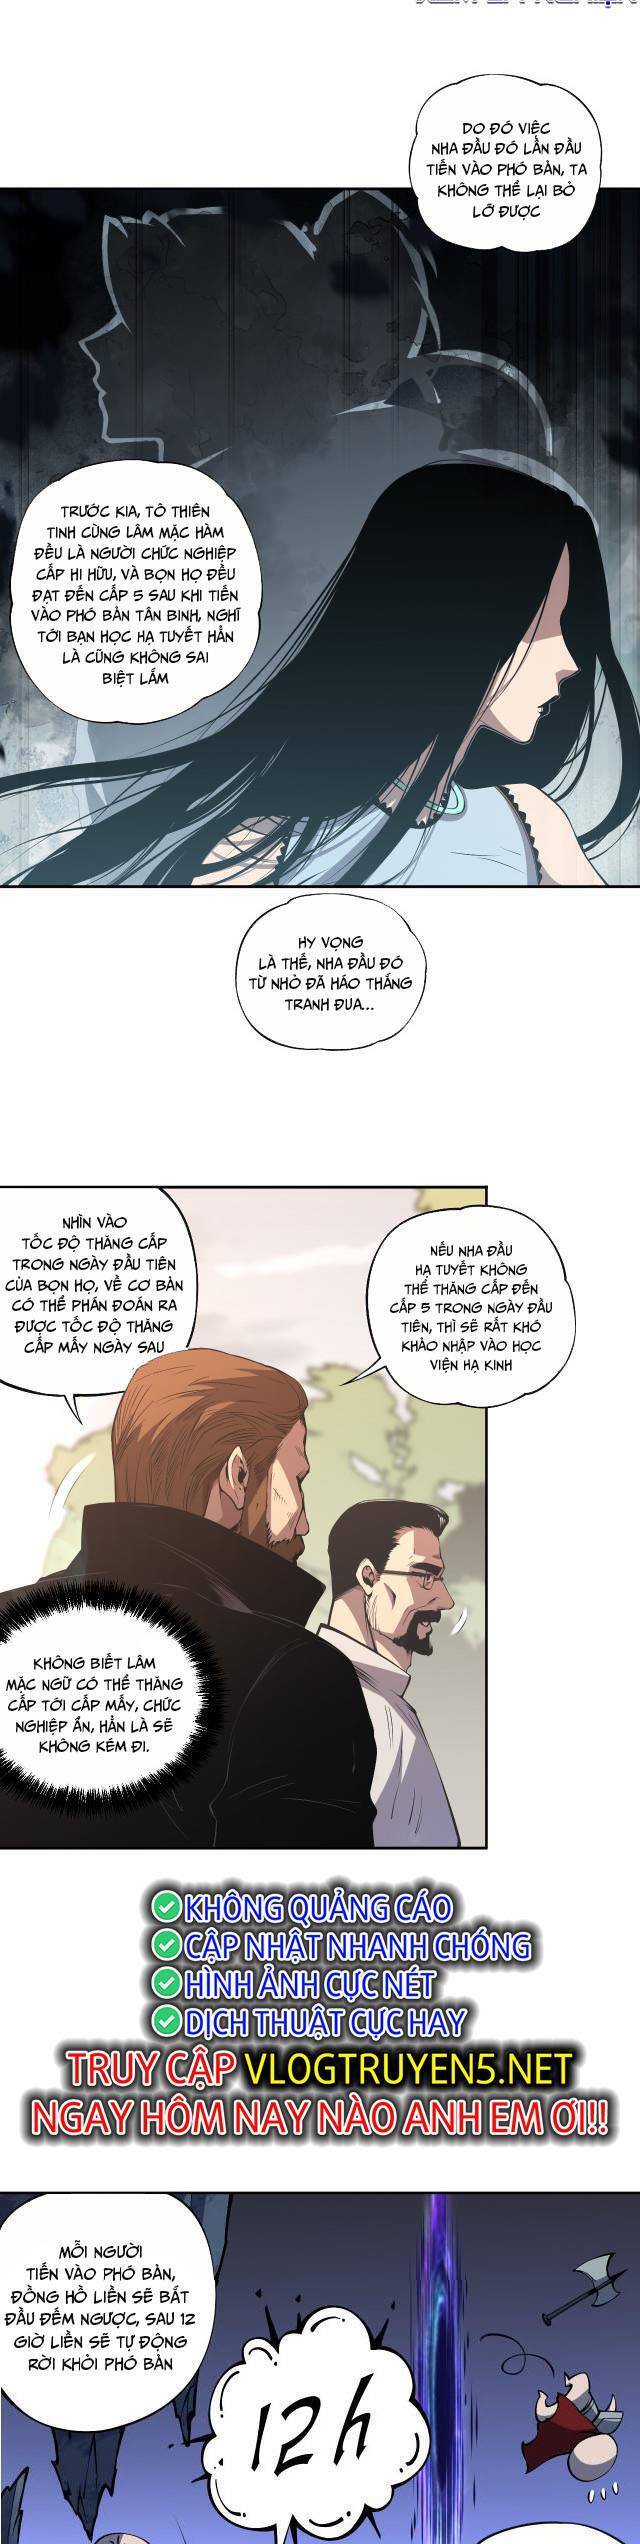 DO ĐÓ VIỆC
NHA ĐẦU ĐÓ LẦN ĐẦU
TIẾN VÀO PHÓ BẢN, TA
KHÔNG THỂ LẠI BỎ
LỠ ĐƯỢC
TRƯỚC KIA, TÔ THIÊN
TINH CÙNG LÂM MẶC HÀM
ĐỀU LÀ NGƯỜI CHỨC NGHIỆP
CẤP HI HỮU, VÀ BỌN HỌ ĐỀU
ĐẠT ĐẾN CẤP 5 SAU KHI TIẾN
VÀO PHÓ BẢN TÂN BINH, NGHĨ
TỚI BẠN HỌC HẠ TUYẾT HẲN
LÀ CŨNG KHÔNG SAI
BIỆT LẮM
HY VỌNG
LÀ THẾ, NHA ĐẦU ĐÓ
TỪ NHỎ ĐÃ HÁO THẮNG
TRANH ĐUA...
NHÌN VÀO
TỐC ĐỘ THĂNG CẤP
TRONG NGÀY ĐẦU TIÊN
CỦA BỌN HỌ, VỀ CƠ BẢN
CÓ THỂ PHÁN ĐOÁN RA
ĐƯỢC TỐC ĐỘ THĂNG
CẤP MẤY NGÀY SAU
NẾU NHA ĐẦU
HẠ TUYẾT KHÔNG
THỂ THĂNG CẤP ĐẾN
CẤP 5 TRONG NGÀY ĐẦU
TIÊN, THÌ SẼ RẤT KHÓ
KHẢO NHẬP VÀO HỌC
VIỆN HẠ KINH
KHÔNG BIẾT LÂM
MẶC NGỮ CÓ THỂ THĂNG
CẤP TỚI CẤP MẤY, CHỨC
NGHIỆP ẨN, HẲN LÀ SẼ
KHÔNG KÉM ĐI.
KHÔNG QUẢNG CÁO
CẬP NHẬT NHANH CHÓNG
HÌNH ẢNH CỰC NÉT
DỊCH THUẬT CỰC HAY
TRUY CẬP VLOGTRUYEN5.NET
NGAY HÔM NAY NÀO ANH EM ƠI!!
MỖI NGƯỜI
TIẾN VÀO PHÓ BẢN,
ĐỒNG HỒ LIỀN SẼ BẮT
ĐẦU ĐẾM NGƯỢC, SAU 12
GIỜ LIỀN SẼ TỰ ĐỘNG
RỜI KHỎI PHÓ BẢN
12h